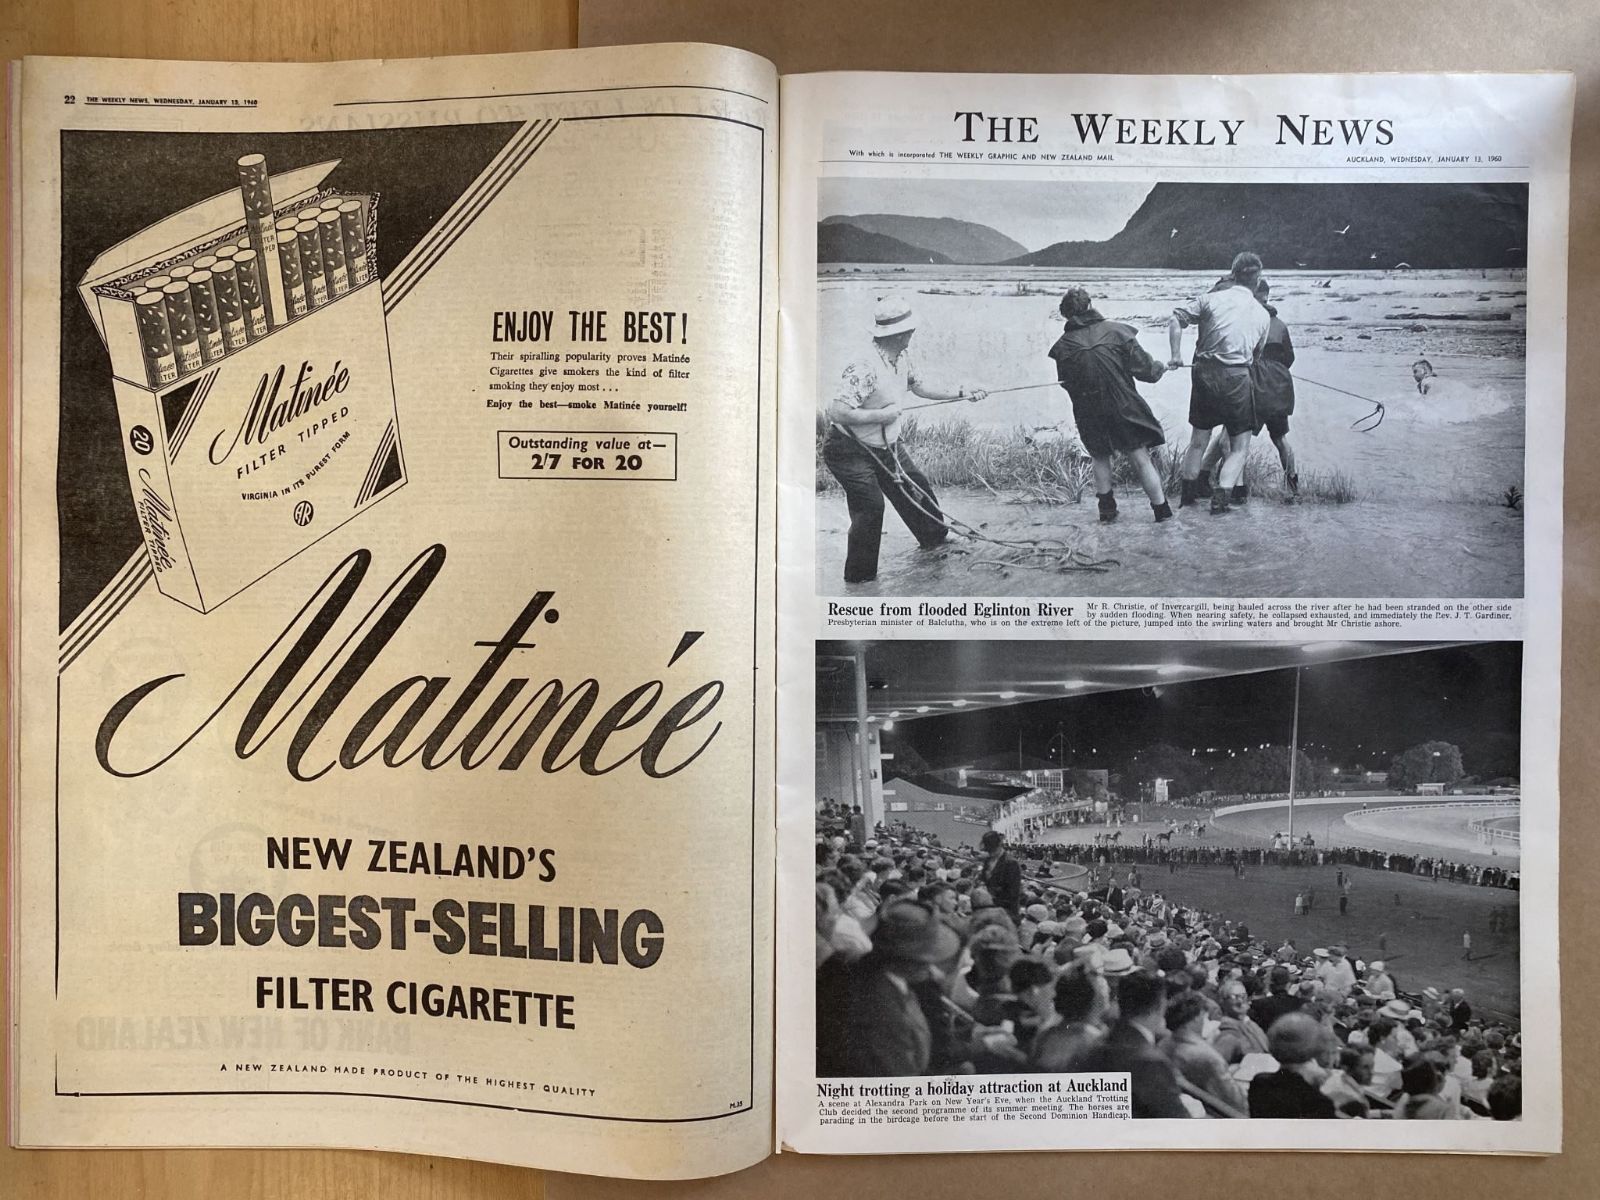 22 THE WEEKLY NEWS, WEDNESDAY, JANUARY 13, 1960
Matinée
FILTER TIPPED
VIRGINIA IN ITS PUREST FORM
AR
20
Matinée
FILTER TIPPED
ENJOY THE BEST!
Their spiralling popularity proves Matinée
Cigarettes give smokers the kind of filter
smoking they enjoy most . . .
Enjoy the best—smoke Matinée yourself!
Outstanding value at—
2/7 FOR 20
Matinée
NEW ZEALAND'S
BIGGEST-SELLING
FILTER CIGARETTE
A NEW ZEALAND MADE PRODUCT OF THE HIGHEST QUALITY
M.35
THE WEEKLY NEWS
With which is incorporated THE WEEKLY GRAPHIC AND NEW ZEALAND MAIL
AUCKLAND, WEDNESDAY, JANUARY 13, 1960
Rescue from flooded Eglinton River Mr R. Christie, of Invercargill, being hauled across the river after he had been stranded on the other side
by sudden flooding. When nearing safety, he collapsed exhausted, and immediately the Rev. J. T. Gardiner,
Presbyterian minister of Balclutha, who is on the extreme left of the picture, jumped into the swirling waters and brought Mr Christie ashore.
Night trotting a holiday attraction at Auckland
A scene at Alexandra Park on New Year's Eve, when the Auckland Trotting
Club decided the second programme of its summer meeting. The horses are
parading in the birdcage before the start of the Second Dominion Handicap.